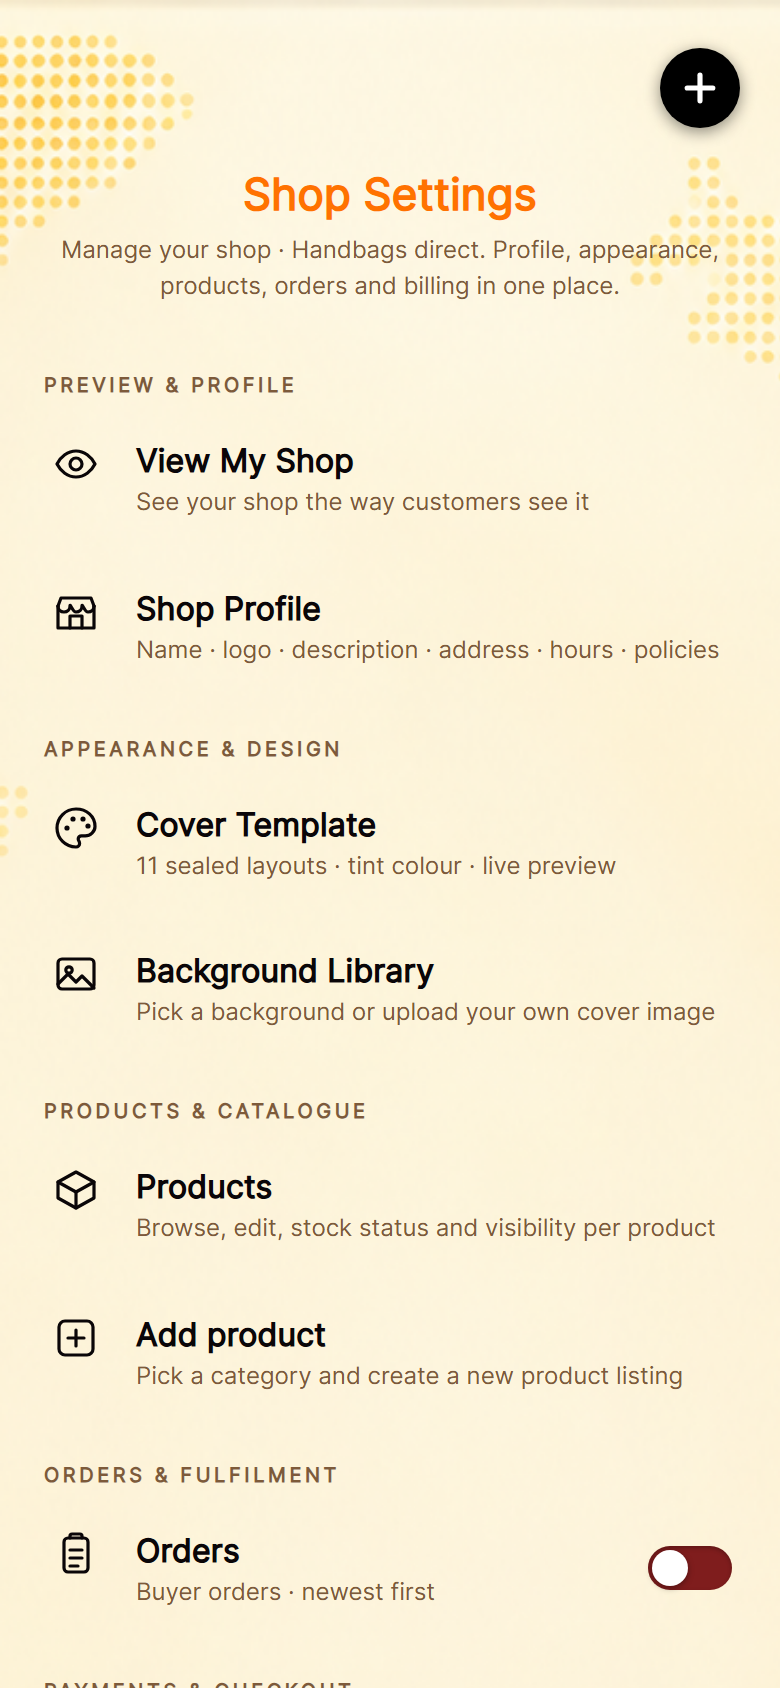 Shop Settings
Manage your shop · Handbags direct. Profile, appearance,
products, orders and billing in one place.
PREVIEW & PROFILE
View My Shop
See your shop the way customers see it
Shop Profile
Name · logo · description · address · hours · policies
APPEARANCE & DESIGN
Cover Template
11 sealed layouts · tint colour · live preview
Background Library
Pick a background or upload your own cover image
PRODUCTS & CATALOGUE
Products
Browse, edit, stock status and visibility per product
Add product
Pick a category and create a new product listing
ORDERS & FULFILMENT
Orders
Buyer orders · newest first
PAYMENTS & CHECKOUT